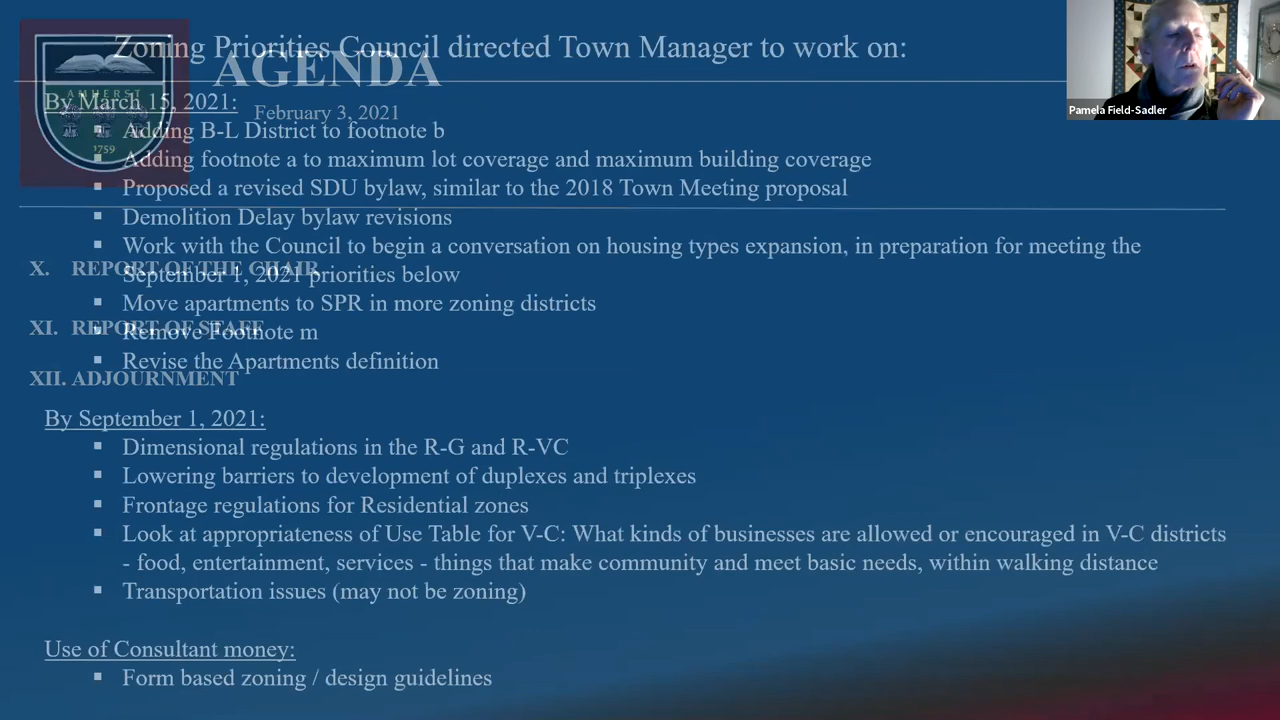 Zoning Priorities Council directed Town Manager to work on:
AGENDA
February 3, 2021
AMHERST
1759
By March 15, 2021:
▪ Adding B-L District to footnote b
▪ Adding footnote a to maximum lot coverage and maximum building coverage
▪ Proposed a revised SDU bylaw, similar to the 2018 Town Meeting proposal
▪ Demolition Delay bylaw revisions
▪ Work with the Council to begin a conversation on housing types expansion, in preparation for meeting the
September 1, 2021 priorities below
▪ Move apartments to SPR in more zoning districts
▪ Remove Footnote m
▪ Revise the Apartments definition
X. REPORT OF THE CHAIR
XI. REPORT OF STAFF
XII. ADJOURNMENT
By September 1, 2021:
▪ Dimensional regulations in the R-G and R-VC
▪ Lowering barriers to development of duplexes and triplexes
▪ Frontage regulations for Residential zones
▪ Look at appropriateness of Use Table for V-C: What kinds of businesses are allowed or encouraged in V-C districts
- food, entertainment, services - things that make community and meet basic needs, within walking distance
▪ Transportation issues (may not be zoning)
Use of Consultant money:
▪ Form based zoning / design guidelines
Pamela Field-Sadler